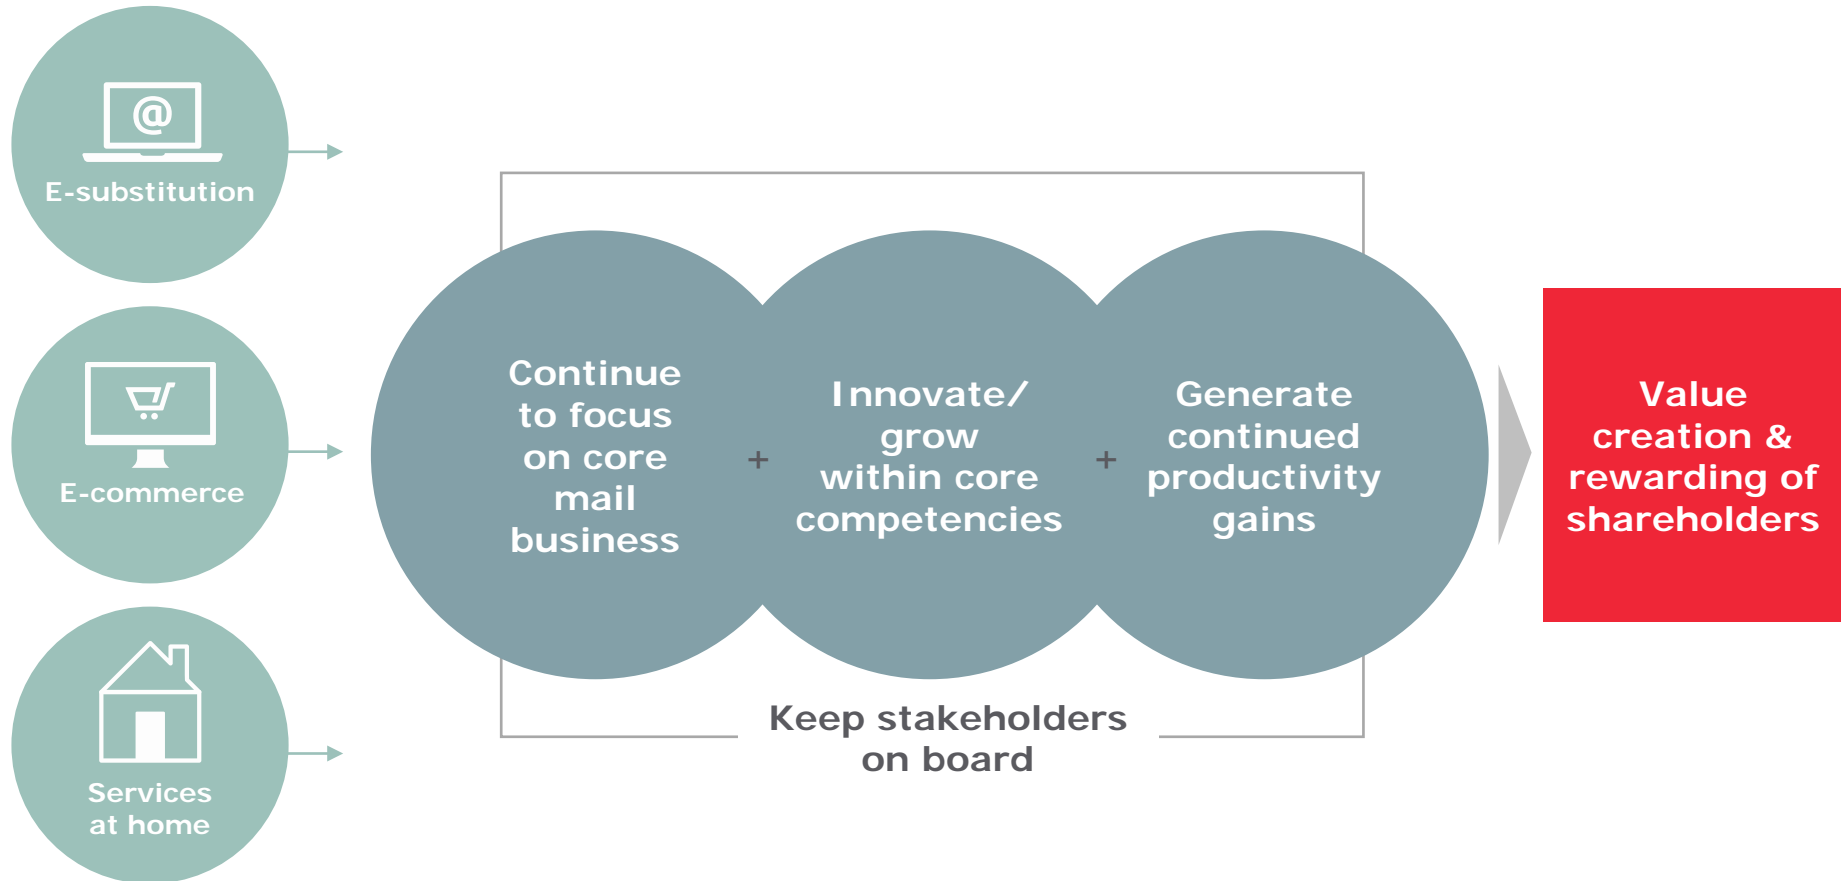 @
E-substitution
E-commerce
Services
at home
Continue
to focus
on core
mail
business
+
Innovate/
grow
within core
competencies
+
Generate
continued
productivity
gains
Keep stakeholders
on board
Value
creation &
rewarding of
shareholders